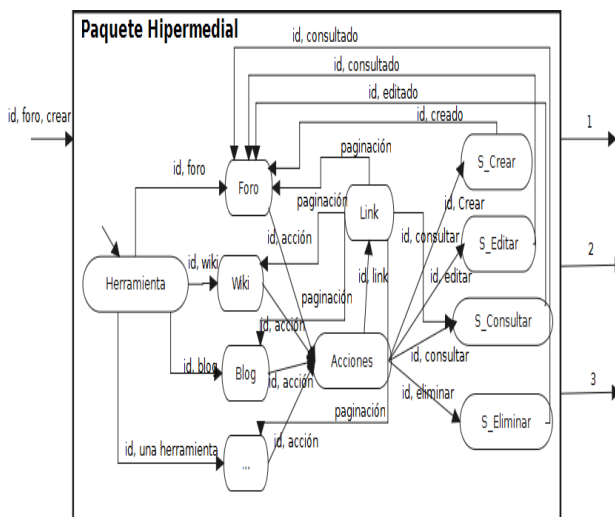 Paquete Hipermedial
id, consultado
id, consultado
id, editado
id, creado
id, foro, crear
1
paginación
S_Crear
id, foro
Foro
paginación
Link
id, Crear
id, acción
id, consultar
S_Editar
2
id, wiki
id, link
id, editar
Herramienta
Wiki
paginación
S_Consultar
id, acción
id, blog
Blog
id, acción
Acciones
id, consultar
3
id, eliminar
paginación
S_Eliminar
id, una herramienta
...
id, acción